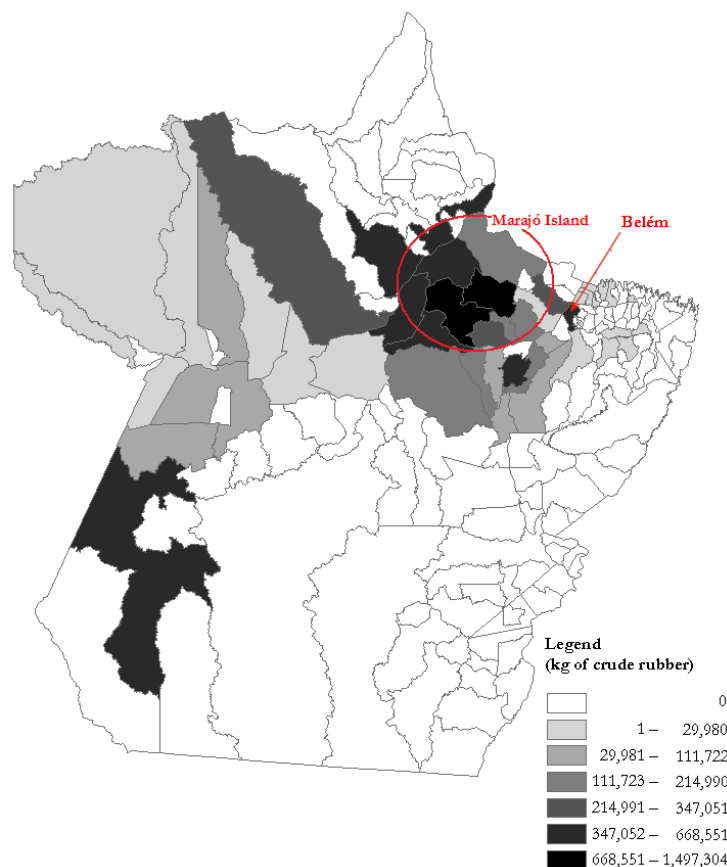 Marajó Island
Belém
Legend
(kg of crude rubber)
0
1 – 29,980
29,981 – 111,722
111,723 – 214,990
214,991 – 347,051
347,052 – 668,551
668,551 – 1,497,304